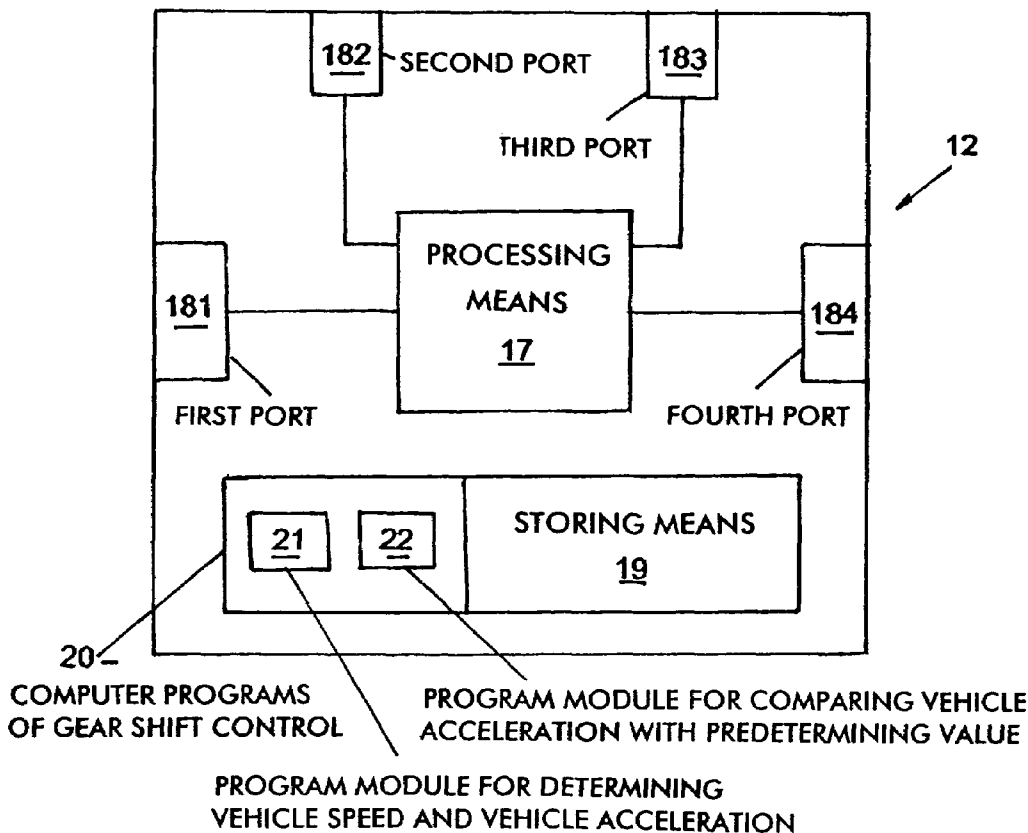 182
SECOND PORT
183
THIRD PORT
12
PROCESSING
MEANS
17
181
184
FIRST PORT
FOURTH PORT
21
22
STORING MEANS
19
20
COMPUTER PROGRAMS
OF GEAR SHIFT CONTROL
PROGRAM MODULE FOR COMPARING VEHICLE
ACCELERATION WITH PREDETERMINING VALUE
PROGRAM MODULE FOR DETERMINING
VEHICLE SPEED AND VEHICLE ACCELERATION